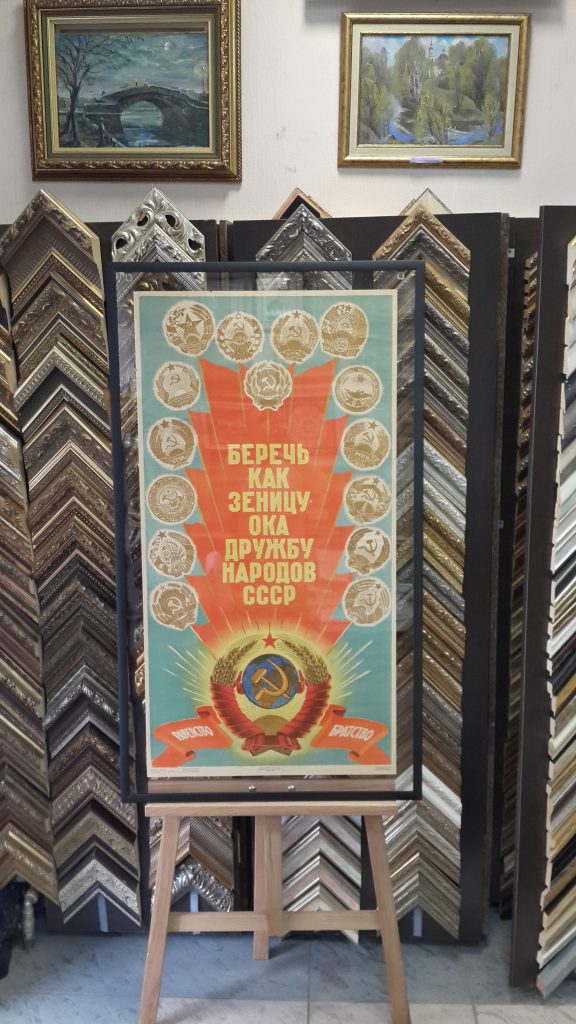 БЕРЕЧЬ
КАК
ЗЕНИЦУ
ОКА
ДРУЖБУ
НАРОДОВ
СССР
РАВЕНСТВО
БРАТСТВО